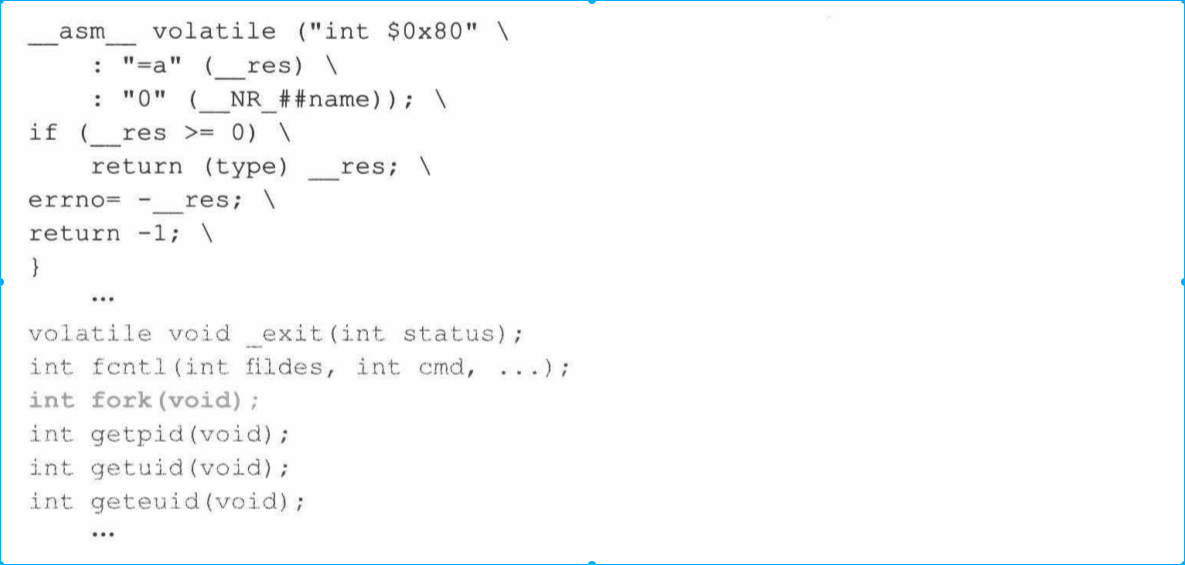 __asm__ volatile ("int $0x80" \
: "=a" (__res) \
: "0" (__NR_##name)); \
if (__res >= 0) \
return (type) __res; \
errno= -__res; \
return -1; \
}
…
volatile void _exit(int status);
int fcntl(int fildes, int cmd, ...);
int fork(void);
int getpid(void);
int getuid(void);
int geteuid(void);
…